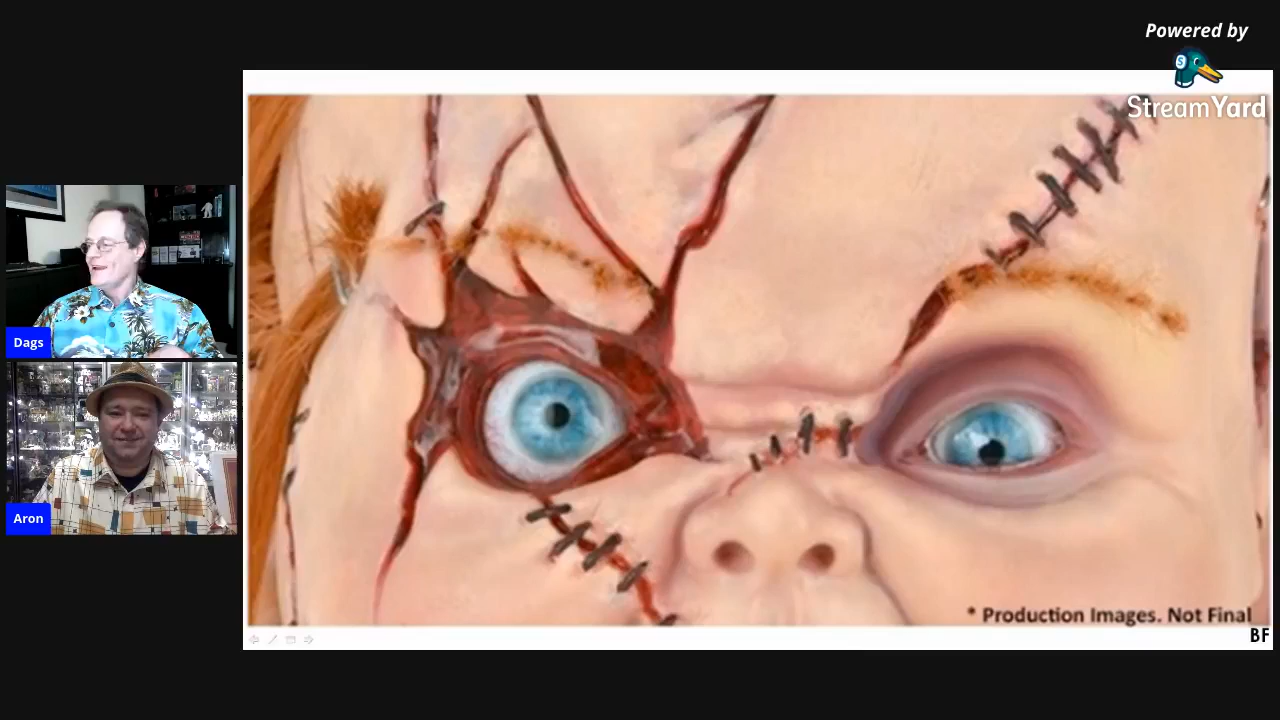 Powered by
StreamYard
Dags
Aron
* Production Images. Not Final
BF